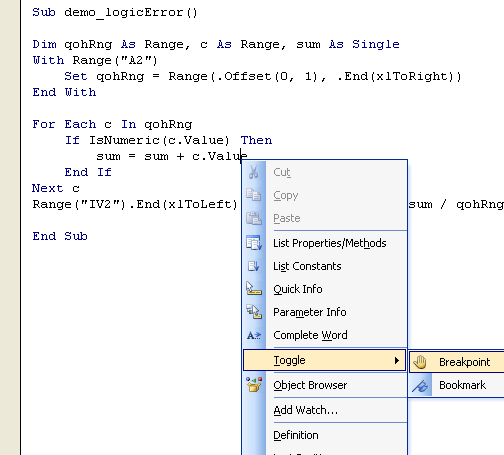 Sub demo_logicError()
Dim qohRng As Range, c As Range, sum As Single
With Range("A2")
Set qohRng = Range(.Offset(0, 1), .End(xlToRight))
End With
For Each c In qohRng
If IsNumeric(c.Value) Then
sum = sum + c.Value
End If
Next c
Range("IV2").End(xlToLeft) sum / qohRng
End Sub
Cut
Copy
Paste
List Properties/Methods
List Constants
Quick Info
Parameter Info
Complete Word
Toggle
Breakpoint
Bookmark
Object Browser
Add Watch...
Definition